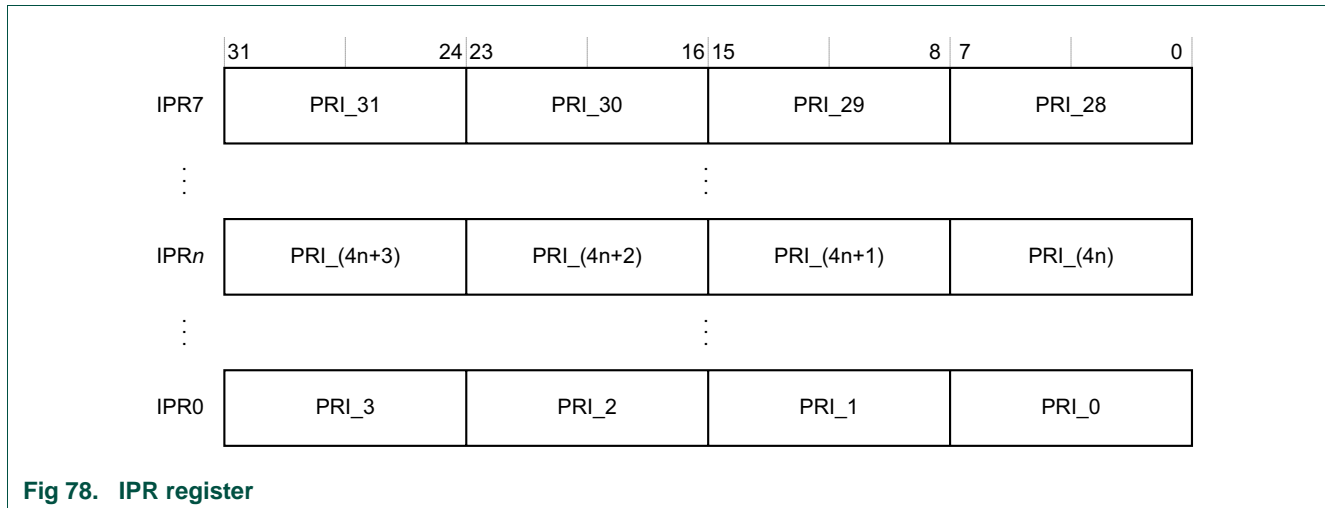 31 24 23 16 15 8 7 0
IPR7 PRI_31 PRI_30 PRI_29 PRI_28
IPRn PRI_(4n+3) PRI_(4n+2) PRI_(4n+1) PRI_(4n)
IPR0 PRI_3 PRI_2 PRI_1 PRI_0
Fig 78. IPR register